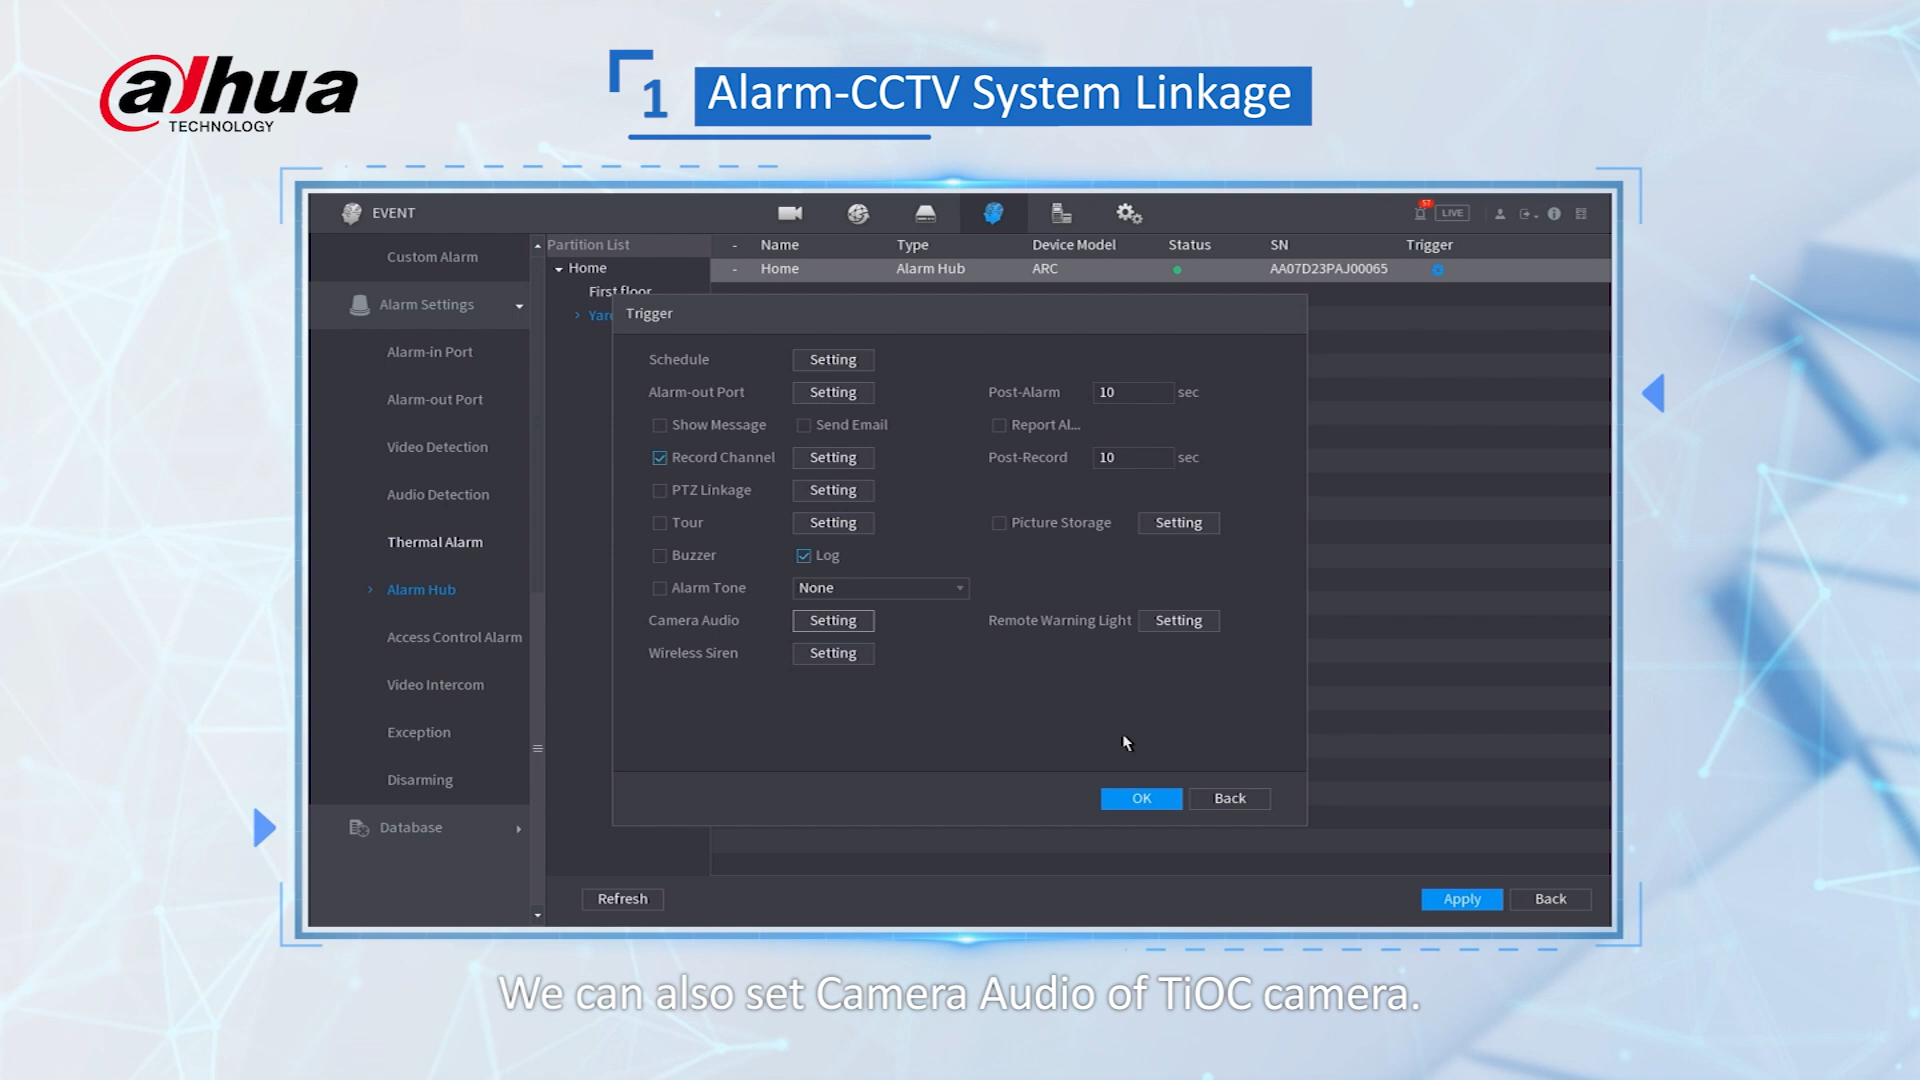 alhua
TECHNOLOGY
1
Alarm-CCTV System Linkage
EVENT
57
LIVE
Custom Alarm
Alarm Settings
Alarm-in Port
Alarm-out Port
Video Detection
Audio Detection
Thermal Alarm
Alarm Hub
Access Control Alarm
Video Intercom
Exception
Disarming
Database
Partition List
Home
First floor
- Name Type Device Model Status SN Trigger
- Home Alarm Hub ARC AA07D23PAJ00065
Trigger
Schedule Setting
Alarm-out Port Setting Post-Alarm 10 sec
Show Message Send Email Report Al...
Record Channel Setting Post-Record 10 sec
PTZ Linkage Setting
Tour Setting Picture Storage Setting
Buzzer Log
Alarm Tone None
Camera Audio Setting Remote Warning Light Setting
Wireless Siren Setting
OK Back
Refresh Apply Back
We can also set Camera Audio of TiOC camera.